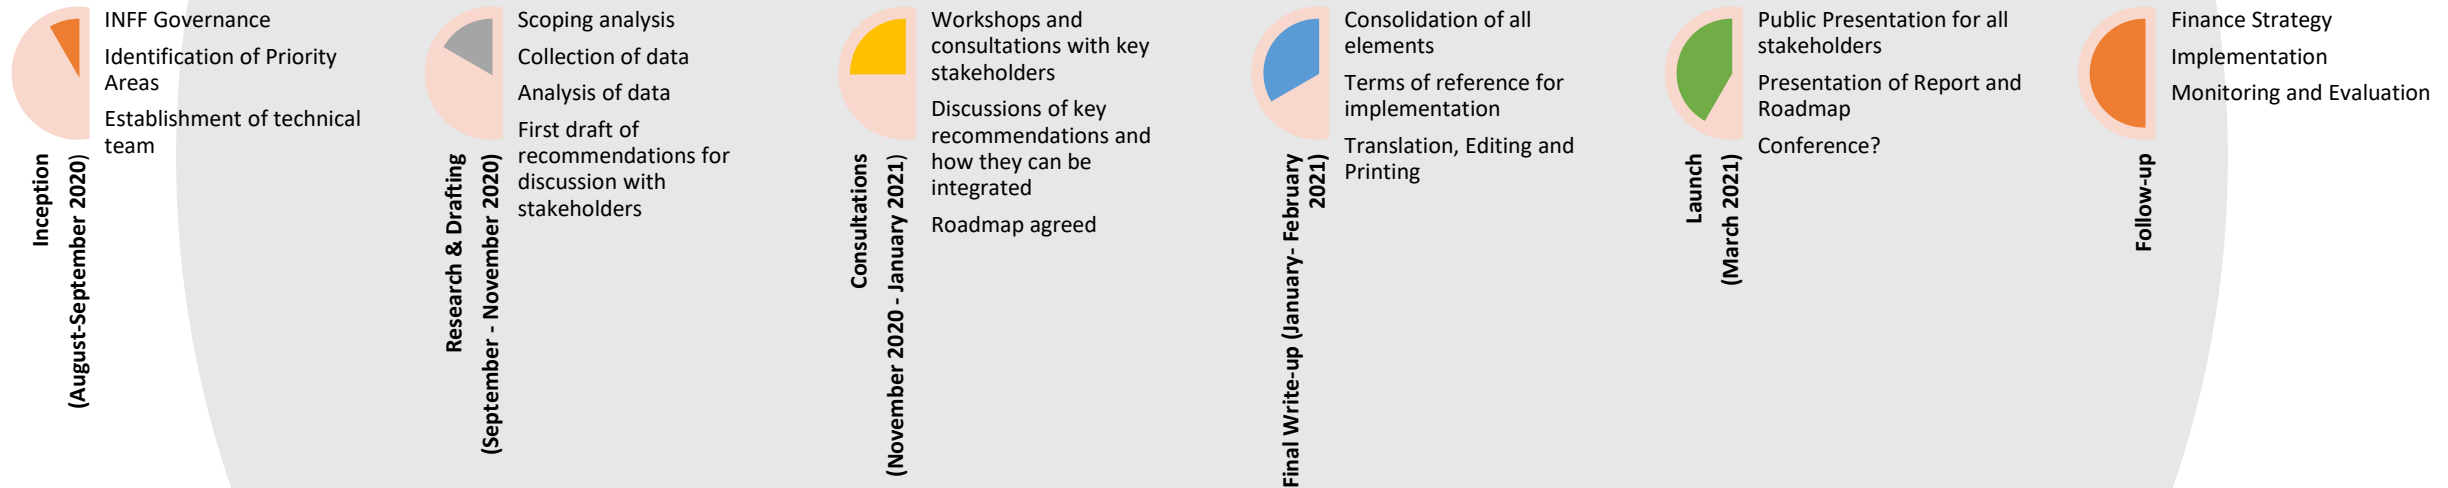 INFF Governance
Identification of Priority
Areas
Establishment of technical
team
Inception
(August-September 2020)
Scoping analysis
Collection of data
Analysis of data
First draft of
recommendations for
discussion with
stakeholders
Research & Drafting
(September - November 2020)
Workshops and
consultations with key
stakeholders
Discussions of key
recommendations and
how they can be
integrated
Roadmap agreed
Consultations
(November 2020 - January 2021)
Consolidation of all
elements
Terms of reference for
implementation
Translation, Editing and
Printing
Final Write-up (January- February
2021)
Public Presentation for all
stakeholders
Presentation of Report and
Roadmap
Conference?
Launch
(March 2021)
Finance Strategy
Implementation
Monitoring and Evaluation
Follow-up